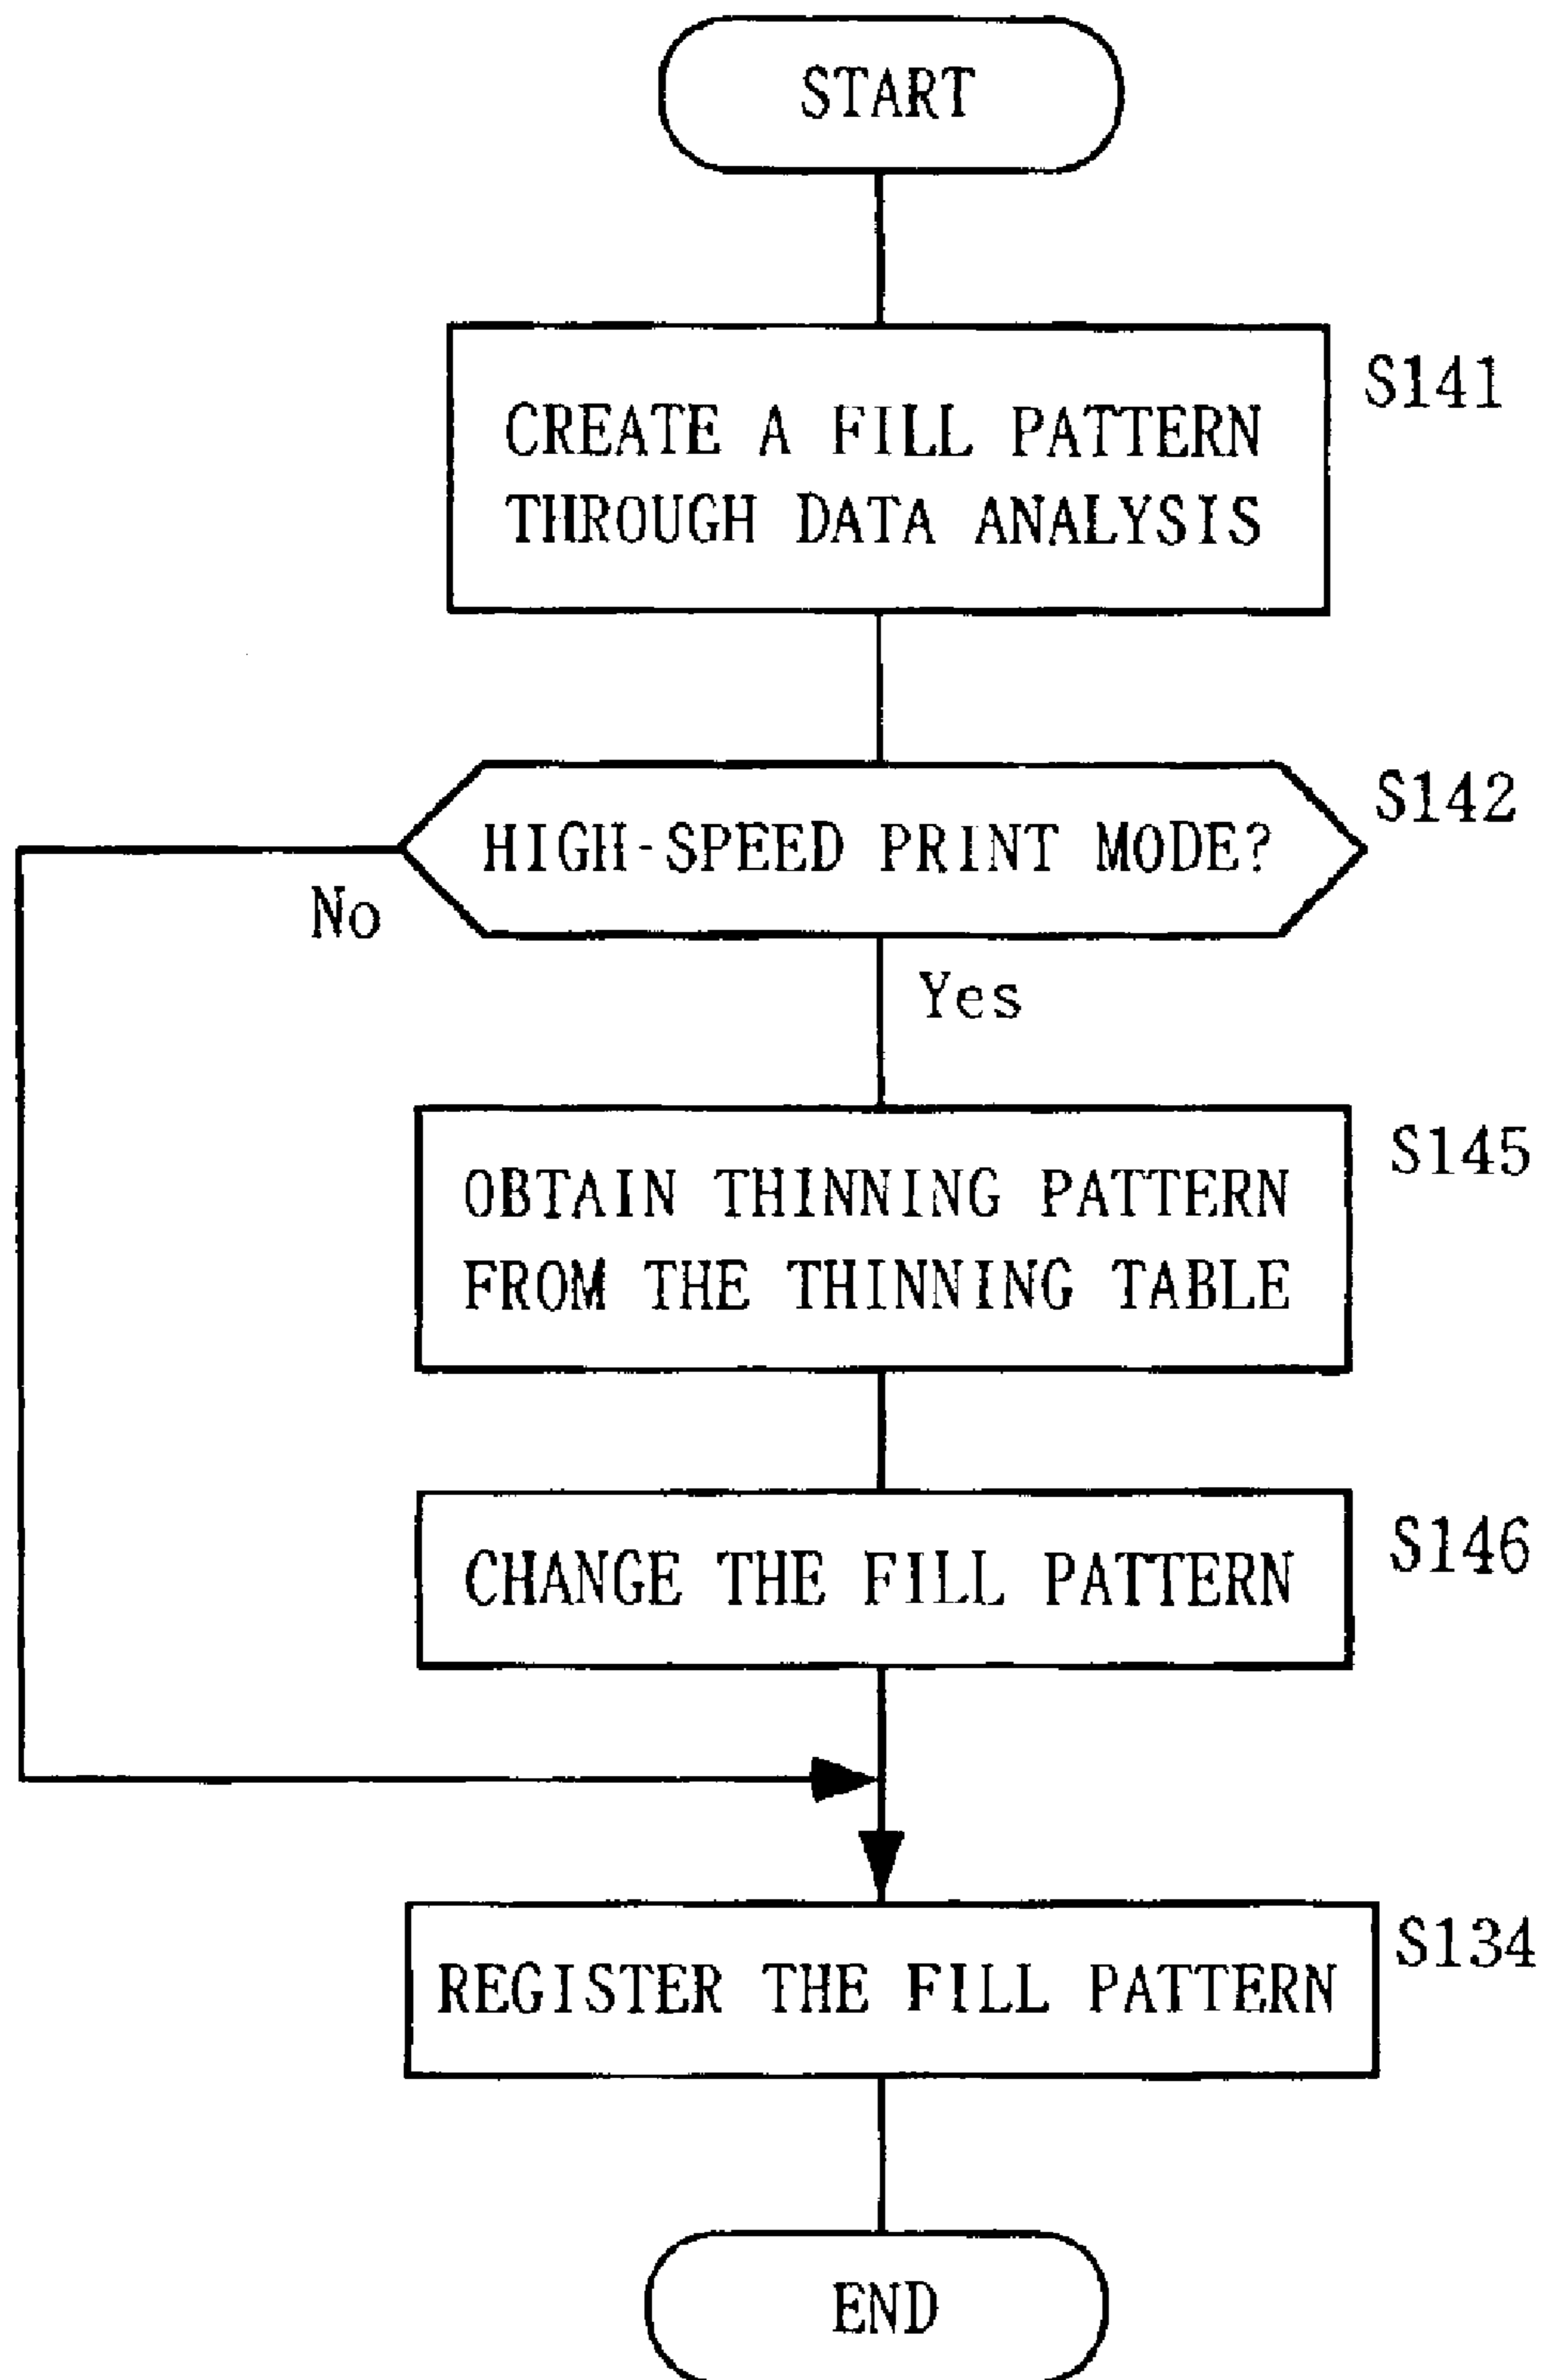 START
CREATE A FILL PATTERN
THROUGH DATA ANALYSIS
S141
HIGH-SPEED PRINT MODE?
S142
No
Yes
OBTAIN THINNING PATTERN
FROM THE THINNING TABLE
S145
CHANGE THE FILL PATTERN
S146
REGISTER THE FILL PATTERN
S134
END